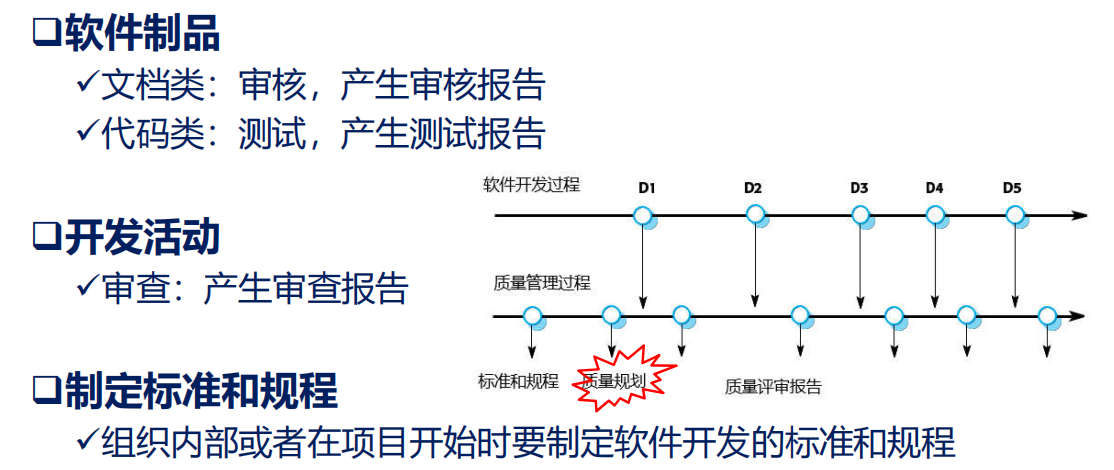 ❑软件制品
✓文档类：审核，产生审核报告
✓代码类：测试，产生测试报告
软件开发过程 D1 D2 D3 D4 D5
❑开发活动
✓审查：产生审查报告
质量管理过程
标准和规程 质量规划 质量评审报告
❑制定标准和规程
✓组织内部或者在项目开始时要制定软件开发的标准和规程